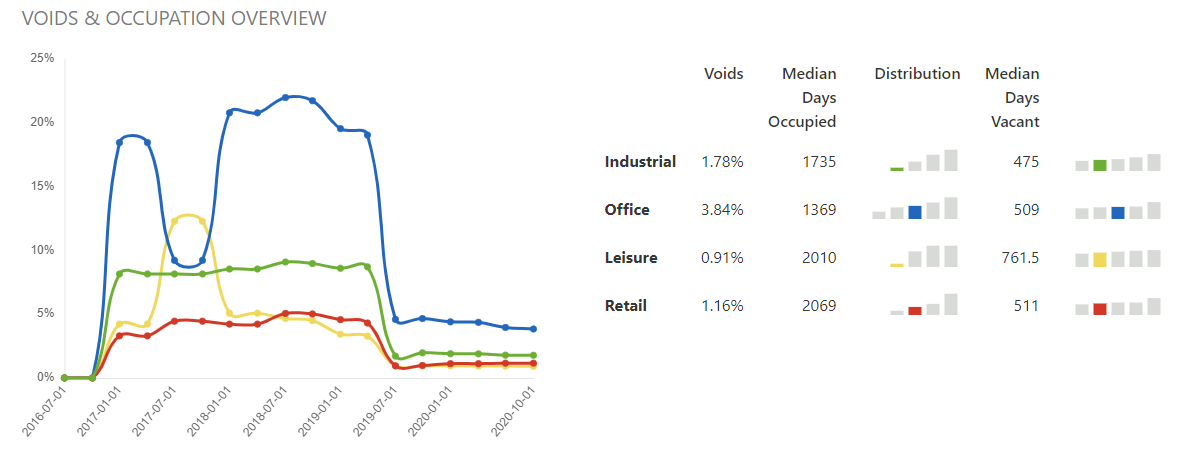 VOIDS & OCCUPATION OVERVIEW
25%
20%
15%
10%
5%
0%
2016-07-01
2017-01-01
2017-07-01
2018-01-01
2018-07-01
2019-01-01
2019-07-01
2020-01-01
2020-10-01
Voids Median Distribution Median
Days Days
Occupied Vacant
Industrial 1.78% 1735 475
Office 3.84% 1369 509
Leisure 0.91% 2010 761.5
Retail 1.16% 2069 511